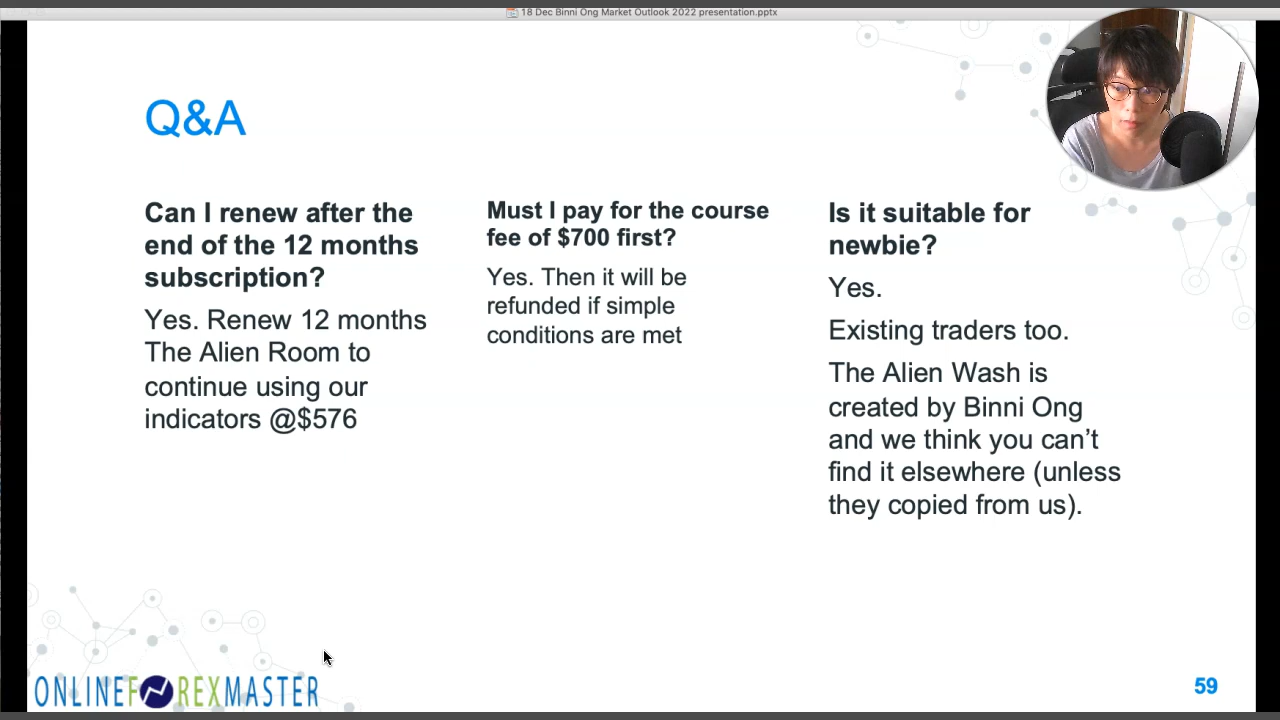 18 Dec Binni Ong Market Outlook 2022 presentation.pptx
Q&A
Can I renew after the
end of the 12 months
subscription?
Yes. Renew 12 months
The Alien Room to
continue using our
indicators @$576
Must I pay for the course
fee of $700 first?
Yes. Then it will be
refunded if simple
conditions are met
Is it suitable for
newbie?
Yes.
Existing traders too.
The Alien Wash is
created by Binni Ong
and we think you can’t
find it elsewhere (unless
they copied from us).
ONLINEFOREXMASTER
59